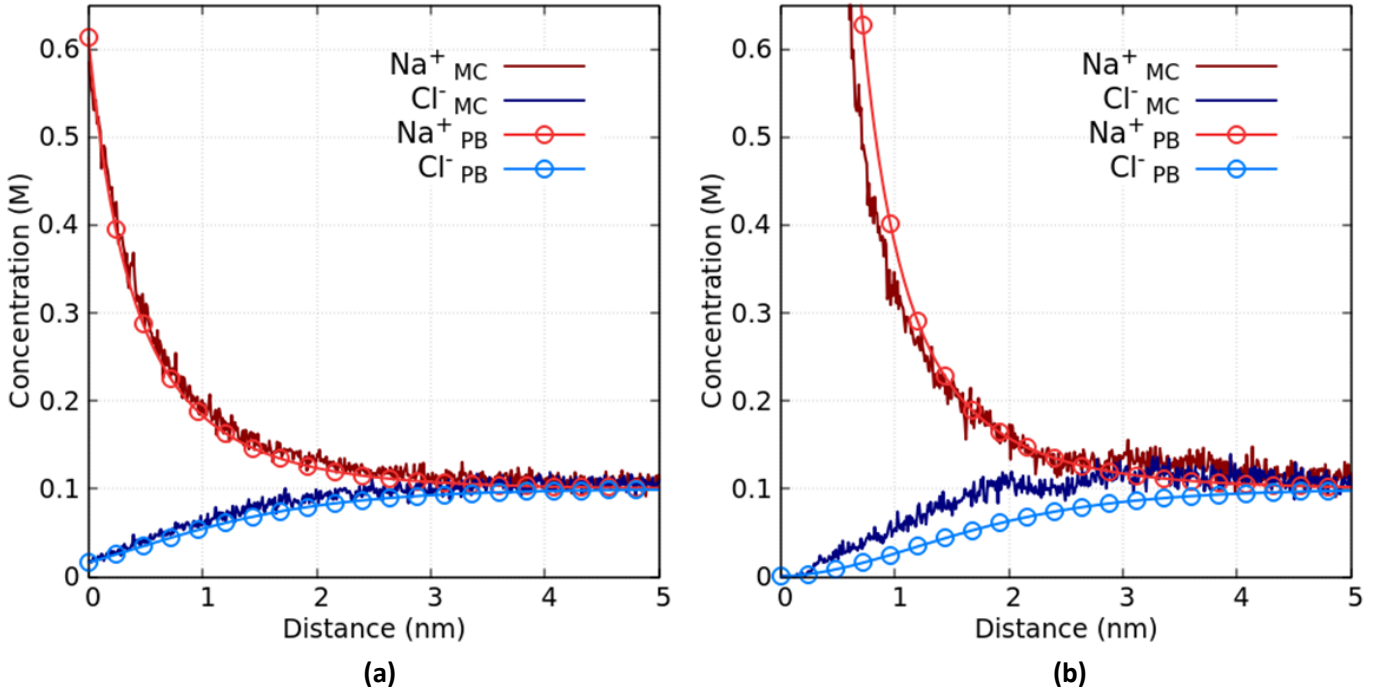 Concentration (M)
0.6
0.5
0.4
0.3
0.2
0.1
0
Na⁺ MC
Cl⁻ MC
Na⁺ PB
Cl⁻ PB
0 1 2 3 4 5
Distance (nm)
(a)
Concentration (M)
0.6
0.5
0.4
0.3
0.2
0.1
0
Na⁺ MC
Cl⁻ MC
Na⁺ PB
Cl⁻ PB
0 1 2 3 4 5
Distance (nm)
(b)